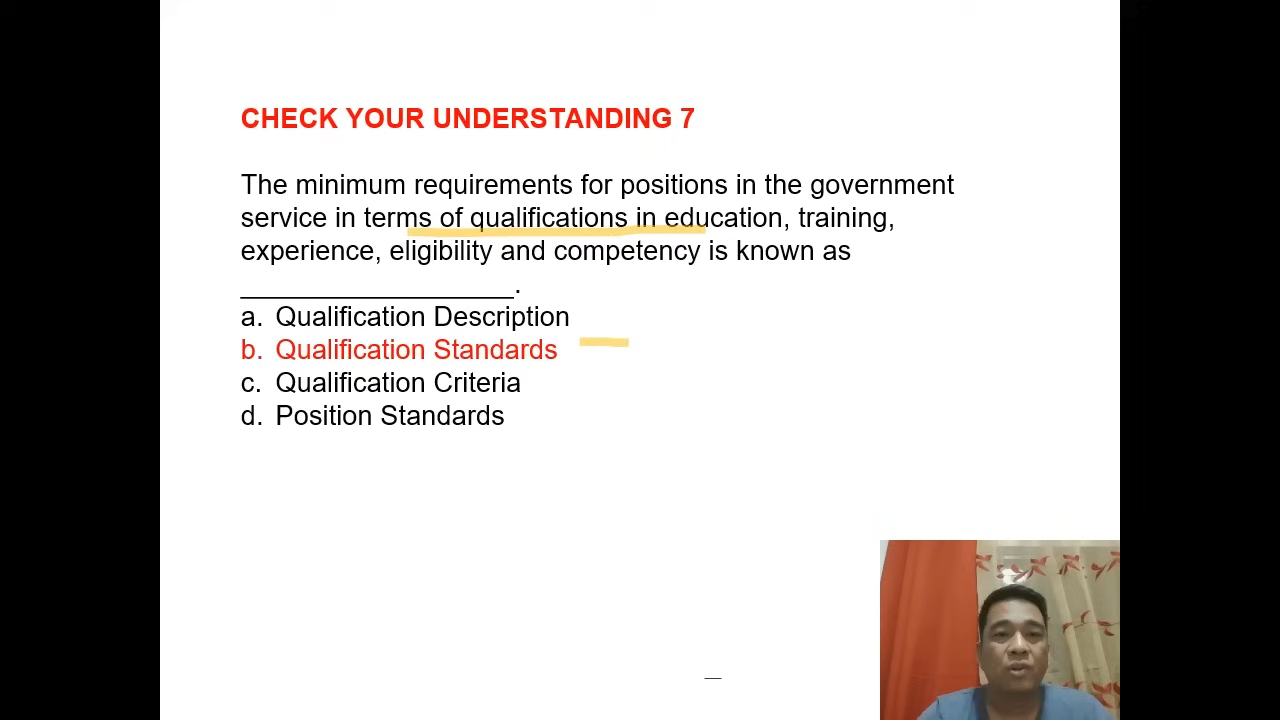 CHECK YOUR UNDERSTANDING 7
The minimum requirements for positions in the government
service in terms of qualifications in education, training,
experience, eligibility and competency is known as
___________________.
a. Qualification Description
b. Qualification Standards
c. Qualification Criteria
d. Position Standards